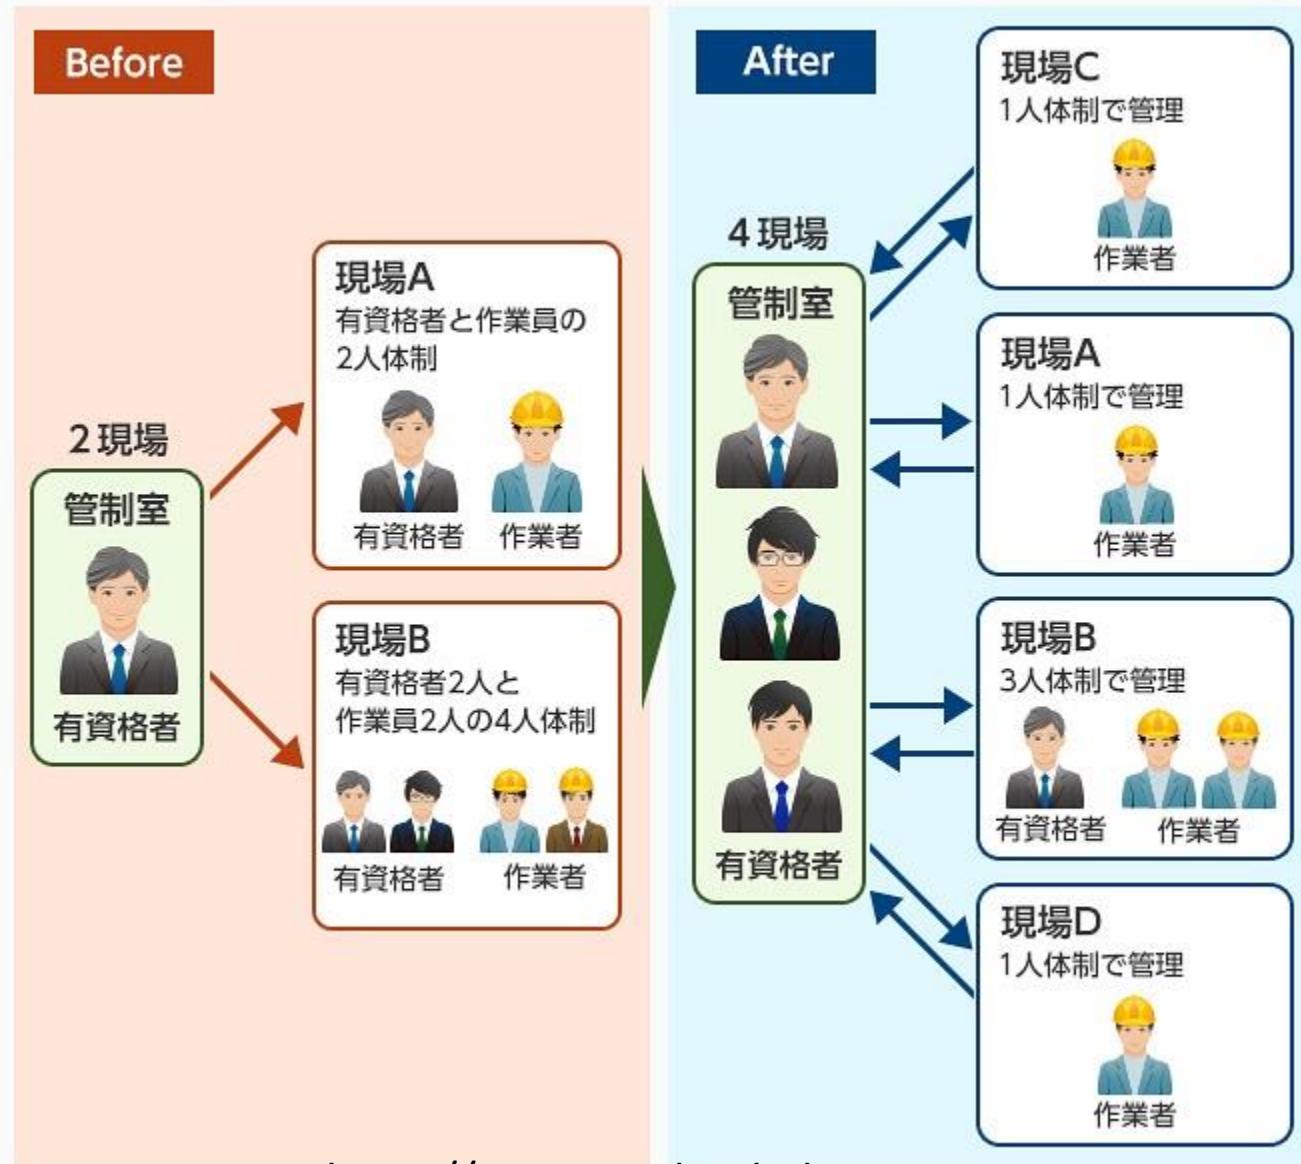 Before
2現場
管制室
有資格者
現場A
有資格者と作業員の
2人体制
有資格者
作業者
現場B
有資格者2人と
作業員2人の4人体制
有資格者
作業者
After
4現場
管制室
有資格者
現場C
1人体制で管理
作業者
現場A
1人体制で管理
作業者
現場B
3人体制で管理
有資格者
作業者
現場D
1人体制で管理
作業者